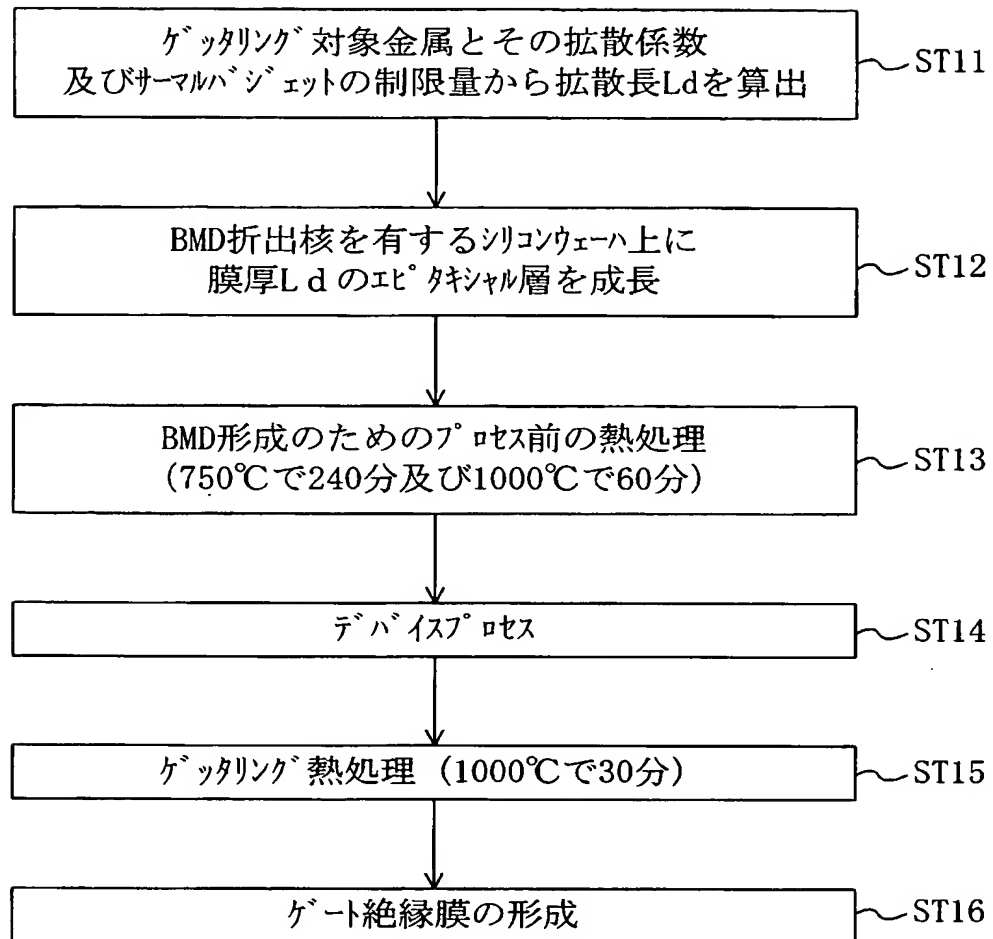 ｹﾞｯﾀﾘﾝｸﾞ対象金属とその拡散係数
及びｻｰﾏﾙﾊﾞｼﾞｪｯﾄの制限量から拡散長Ldを算出
ST11
BMD折出核を有するｼﾘｺﾝｳｪｰﾊ上に
膜厚Ｌｄのｴﾋﾟﾀｷｼｬﾙ層を成長
ST12
BMD形成のためのﾌﾟﾛｾｽ前の熱処理
(750℃で240分及び1000℃で60分)
ST13
ﾃﾞﾊﾞｲｽﾌﾟﾛｾｽ
ST14
ｹﾞｯﾀﾘﾝｸﾞ熱処理 (1000℃で30分)
ST15
ｹﾞｰﾄ絶縁膜の形成
ST16